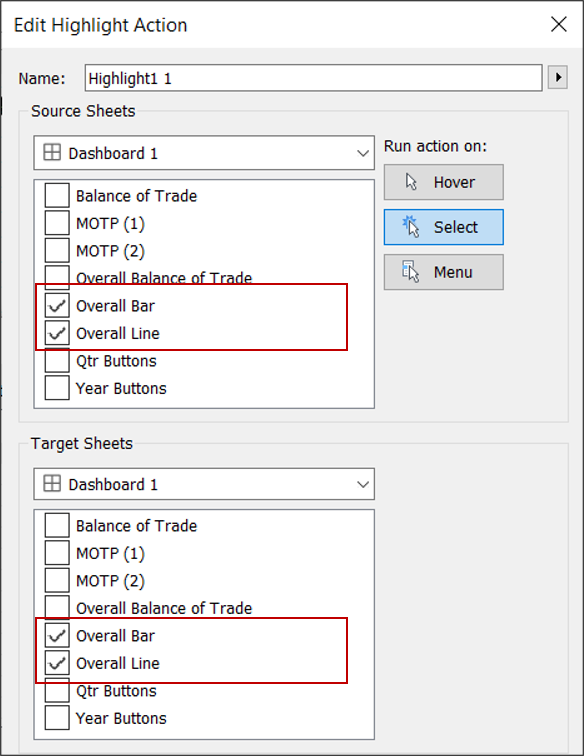 Edit Highlight Action
Name: Highlight1 1
Source Sheets
Dashboard 1
Run action on:
Balance of Trade
Hover
MOTP (1)
Select
MOTP (2)
Menu
Overall Balance of Trade
Overall Bar
Overall Line
Qtr Buttons
Year Buttons
Target Sheets
Dashboard 1
Balance of Trade
MOTP (1)
MOTP (2)
Overall Balance of Trade
Overall Bar
Overall Line
Qtr Buttons
Year Buttons